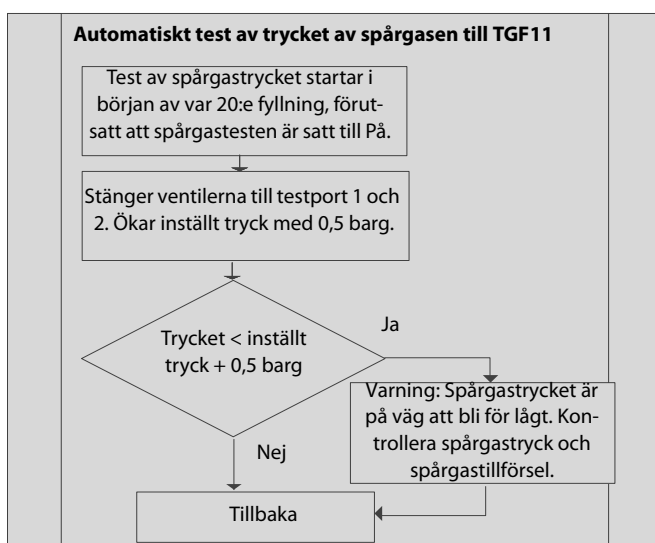 Automatiskt test av trycket av spårgasen till TGF11
Test av spårgastrycket startar i
början av var 20:e fyllning, förut-
satt att spårgastesten är satt till På.
Stänger ventilerna till testport 1 och
2. Ökar inställt tryck med 0,5 barg.
Trycket < inställt
tryck + 0,5 barg
Ja
Varning: Spårgastrycket är
på väg att bli för lågt. Kon-
trollera spårgastryck och
spårgastillförsel.
Nej
Tillbaka